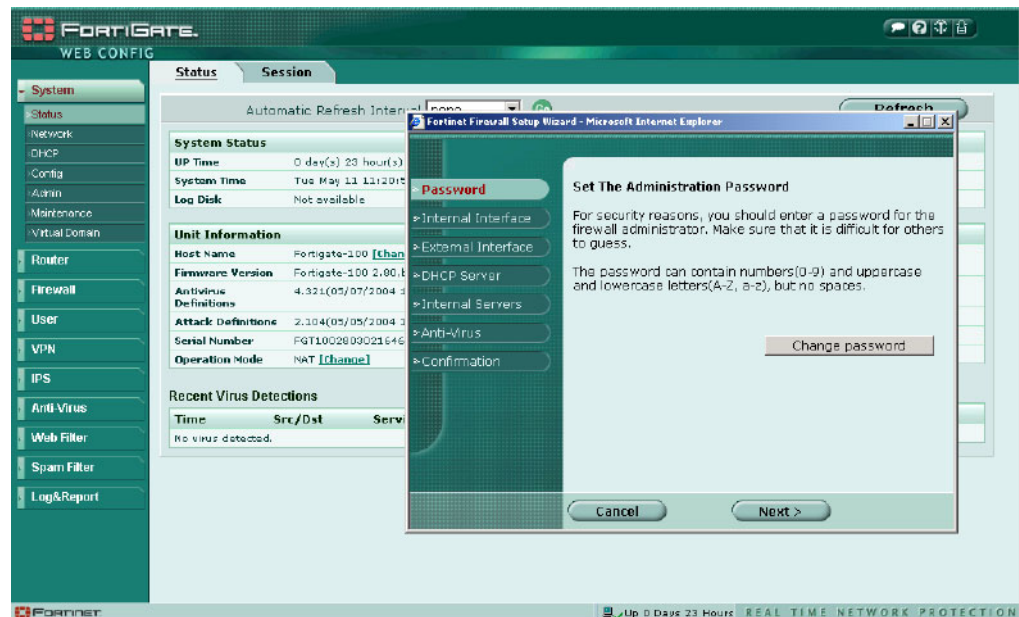 FORTIGATE.
WEB CONFIG
Status Session
System
Status
Network
DHCP
Config
Admin
Maintenance
Virtual Domain
Router
Firewall
User
VPN
IPS
Anti-Virus
Web Filter
Spam Filter
Log&Report
Automatic Refresh none Go Refresh
System Status
UP Time 0 day(s) 23 hour(s)
System Time Tue May 11 11:20:
Log Disk Not available
Unit Information
Host Name Fortigate-100 [Chan
Firmware Version Fortigate-100 2.80,
Antivirus Definitions 4.321(05/07/2004
Attack Definitions 2.104(05/05/2004
Serial Number FGT1002803021646
Operation Mode NAT [Change]
Recent Virus Detections
Time Src/Dst Servi
No virus detected.
Fortinet Firewall Setup Wizard - Microsoft Internet Explorer
Password
Internal Interface
External Interface
DHCP Server
Internal Servers
Anti-Virus
Confirmation
Set The Administration Password
For security reasons, you should enter a password for the
firewall administrator. Make sure that it is difficult for others
to guess.
The password can contain numbers(0-9) and uppercase
and lowercase letters(A-Z, a-z), but no spaces.
Change password
Cancel Next >
FORTINET
Up 0 Days 23 Hours REAL TIME NETWORK PROTECTION